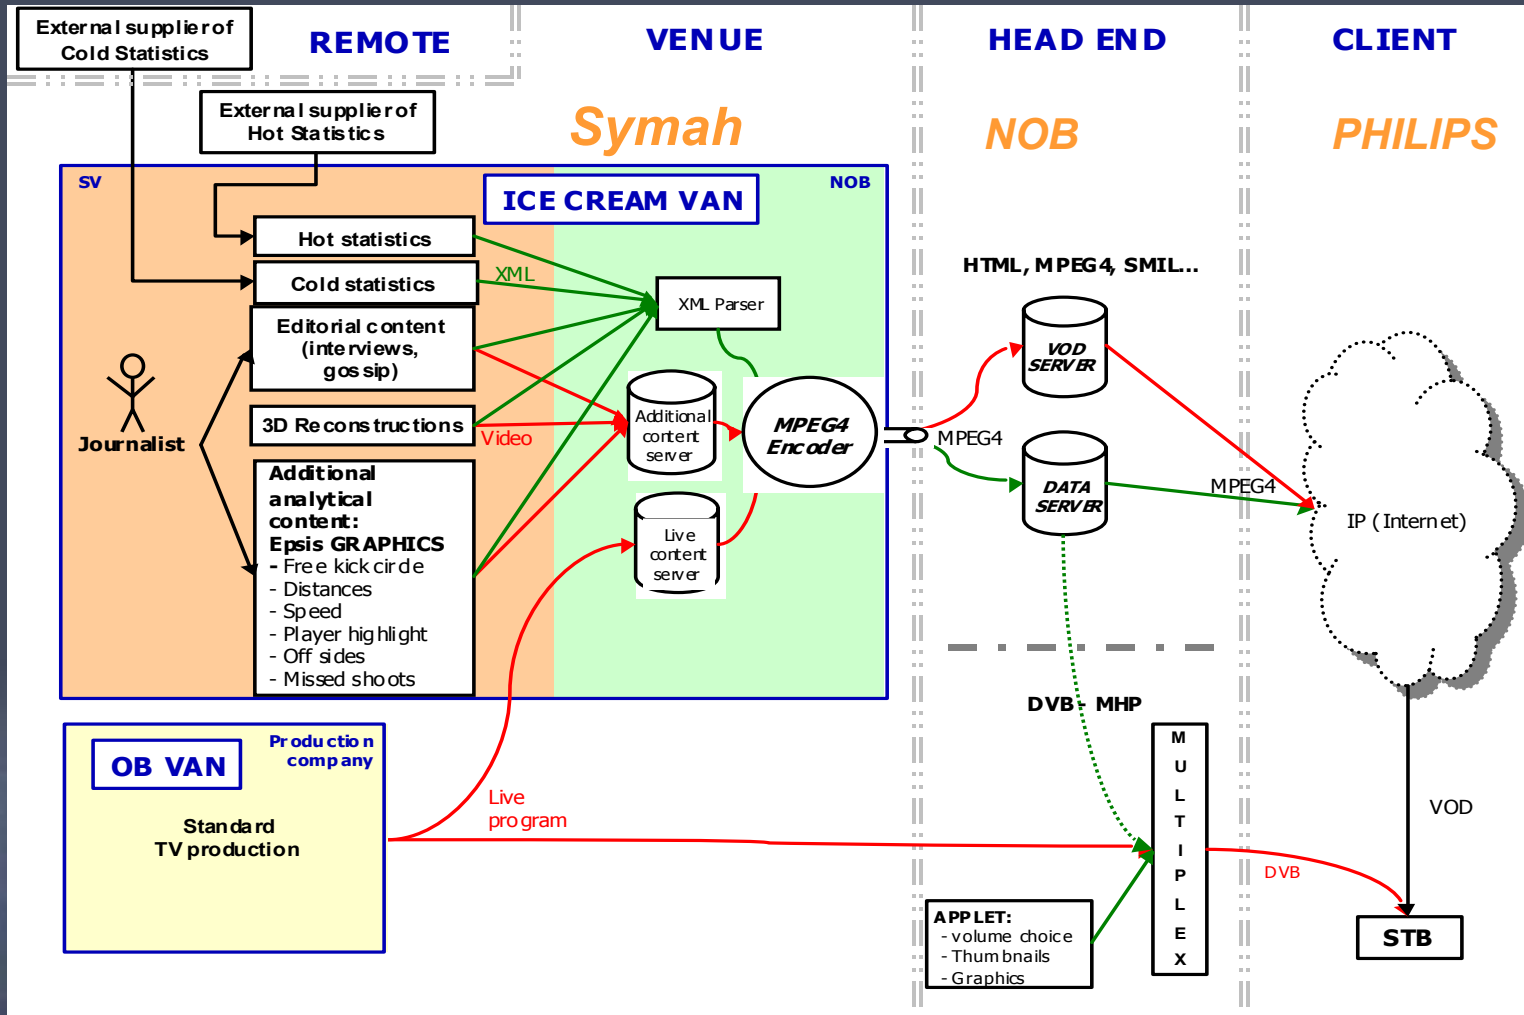 External supplier of
Cold Statistics
REMOTE
VENUE
HEAD END
CLIENT
External supplier of
Hot Statistics
Symah
NOB
PHILIPS
SV
ICE CREAM VAN
NOB
Hot statistics
XML
Cold statistics
Editorial content
(interviews,
gossip)
3D Reconstructions
Video
Journalist
Additional
analytical
content:
Epsis GRAPHICS
- Free kick circle
- Distances
- Speed
- Player highlight
- Off sides
- Missed shoots
XML Parser
Additional
content
server
MPEG4
Encoder
Live
content
server
HTML, MPEG4, SMIL...
VOD
SERVER
MPEG4
DATA
SERVER
MPEG4
IP (Internet)
DVB - MHP
OB VAN
Production
company
Standard
TV production
Live
program
M
U
L
T
I
P
L
E
X
VOD
DVB
APPLET:
- volume choice
- Thumbnails
- Graphics
STB